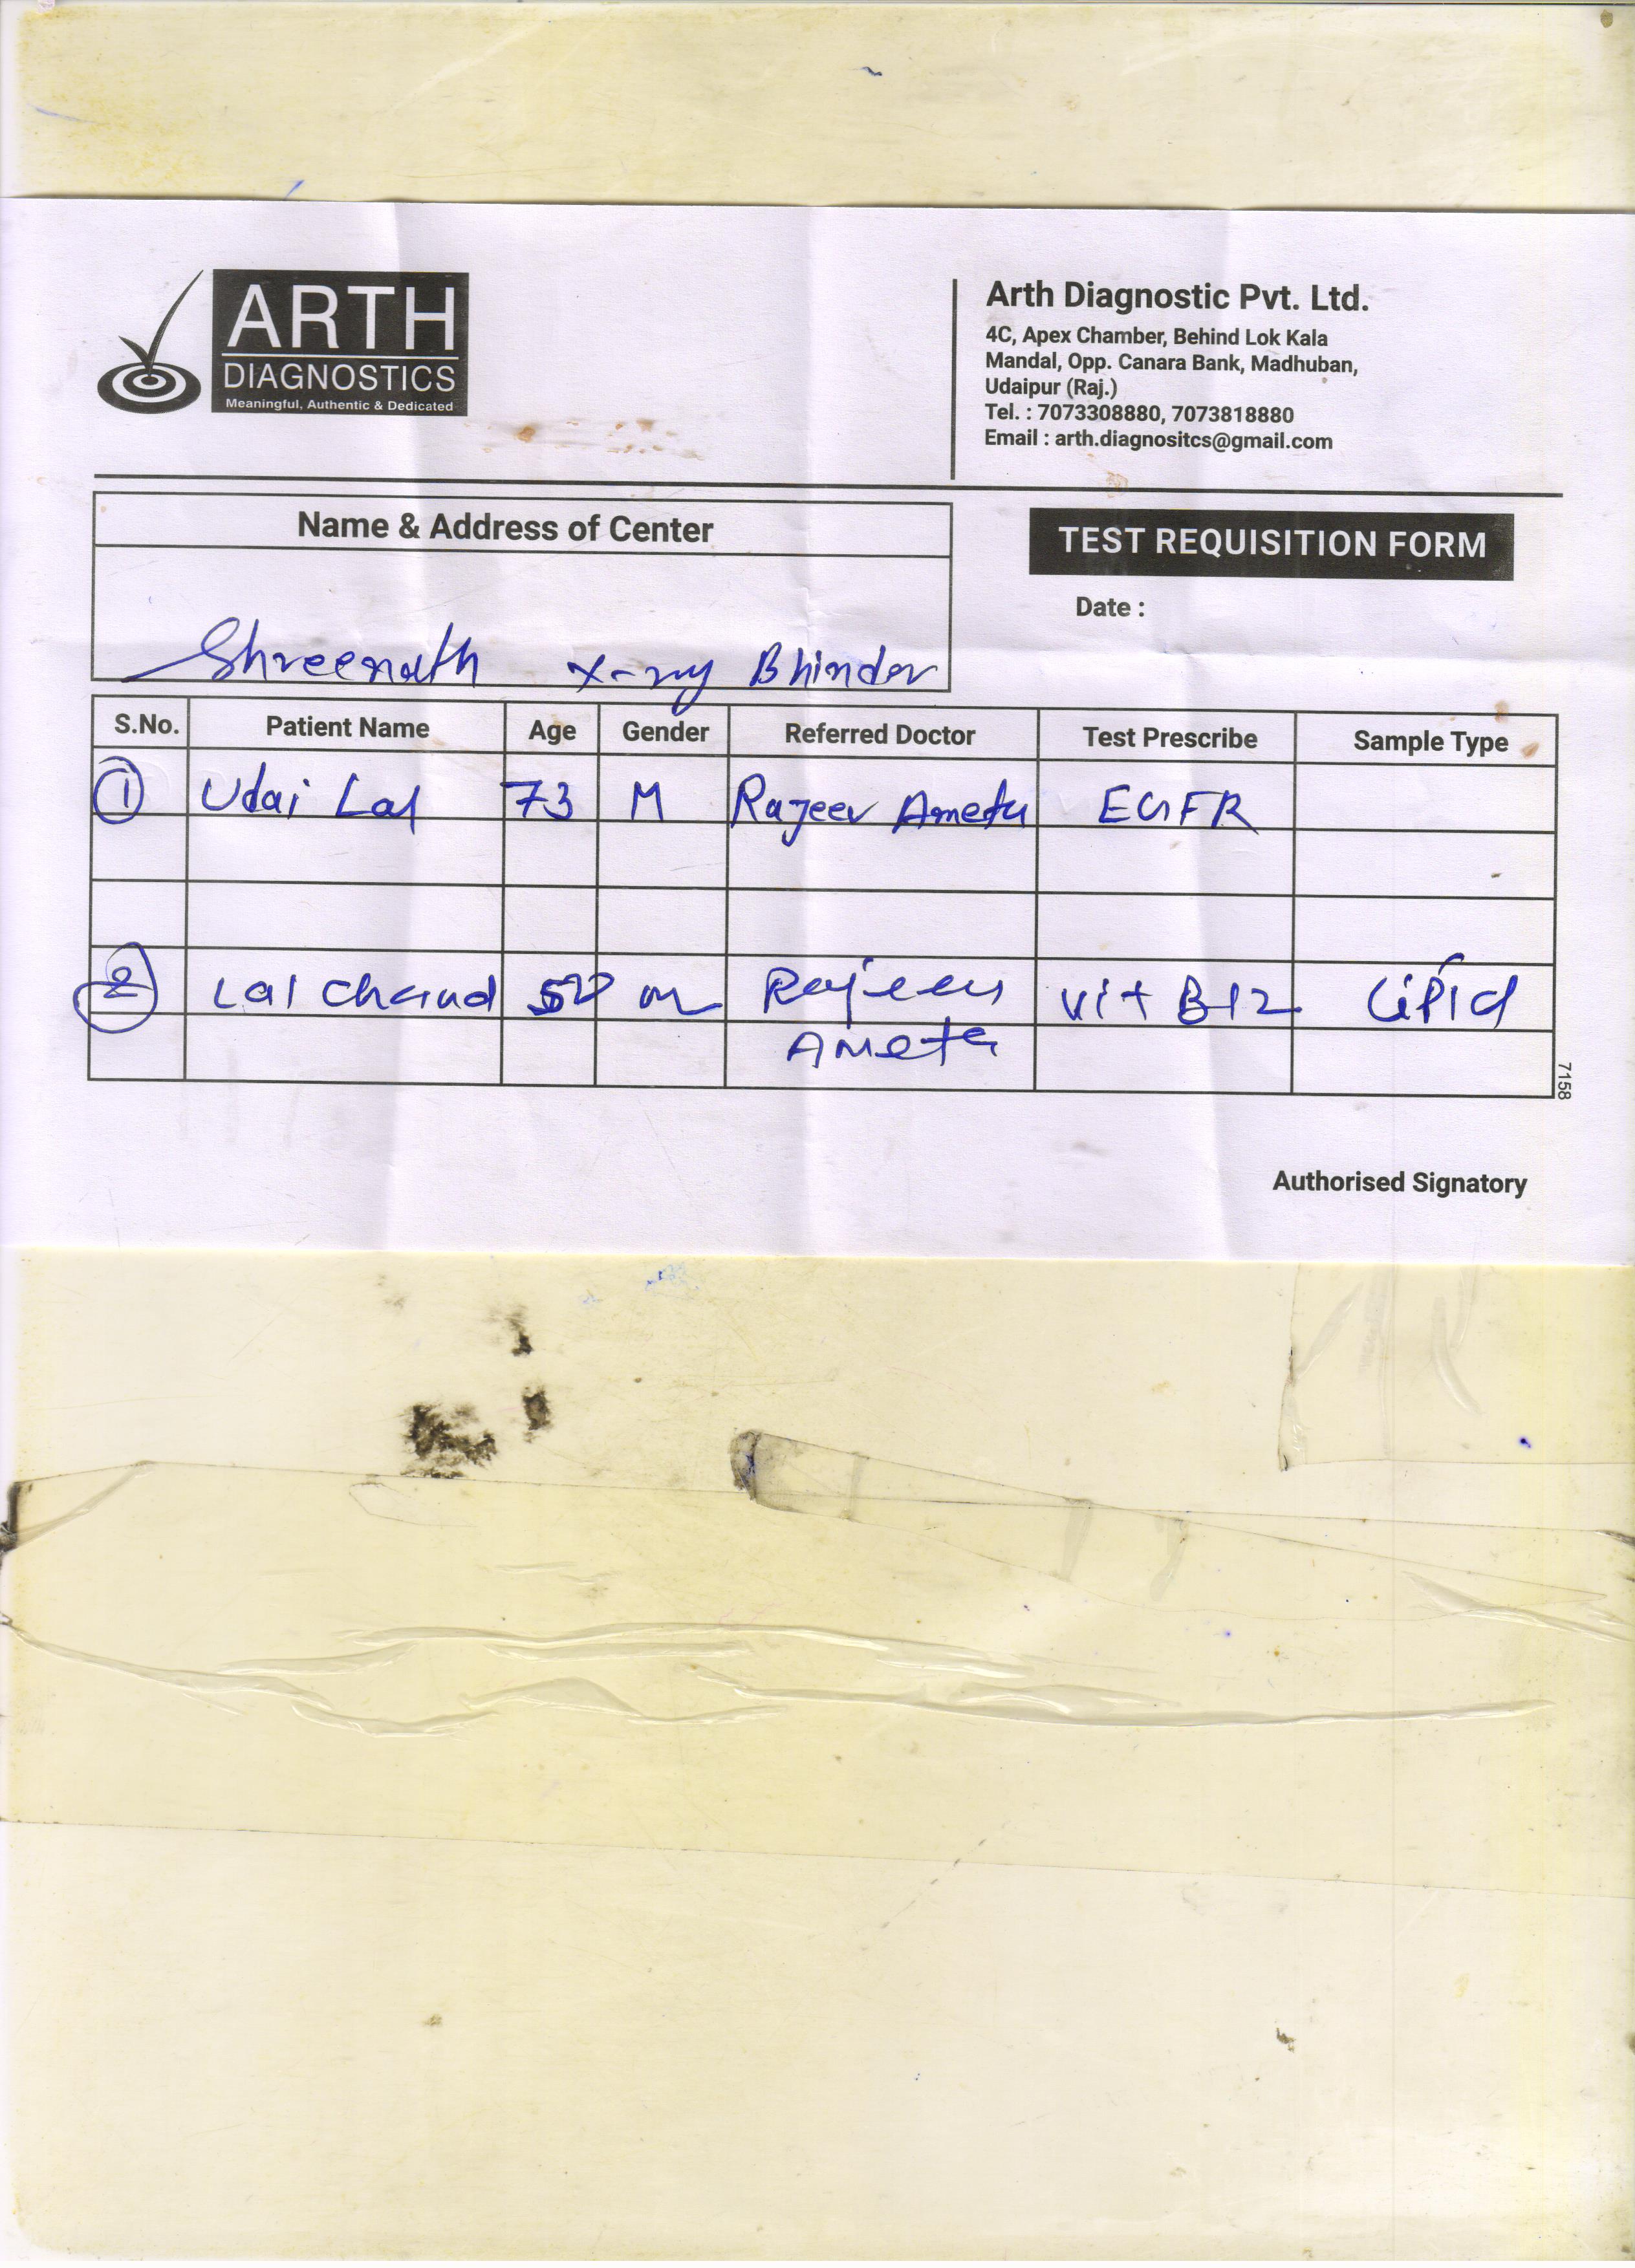 ARTH
DIAGNOSTICS
Meaningful, Authentic & Dedicated
Arth Diagnostic Pvt. Ltd.
4C, Apex Chamber, Behind Lok Kala
Mandal, Opp. Canara Bank, Madhuban,
Udaipur (Raj.)
Tel. : 7073308880, 7073818880
Email : arth.diagnositcs@gmail.com
Name & Address of Center
TEST REQUISITION FORM
Date :
Shreenath x-ray Bhinder
S.No. Patient Name Age Gender Referred Doctor Test Prescribe Sample Type
1 Udai Lal 73 M Rajeev Ameta EGFR
2 Lal Chand M Rajeev Vit B12 Lipid
Ameta
7158
Authorised Signatory